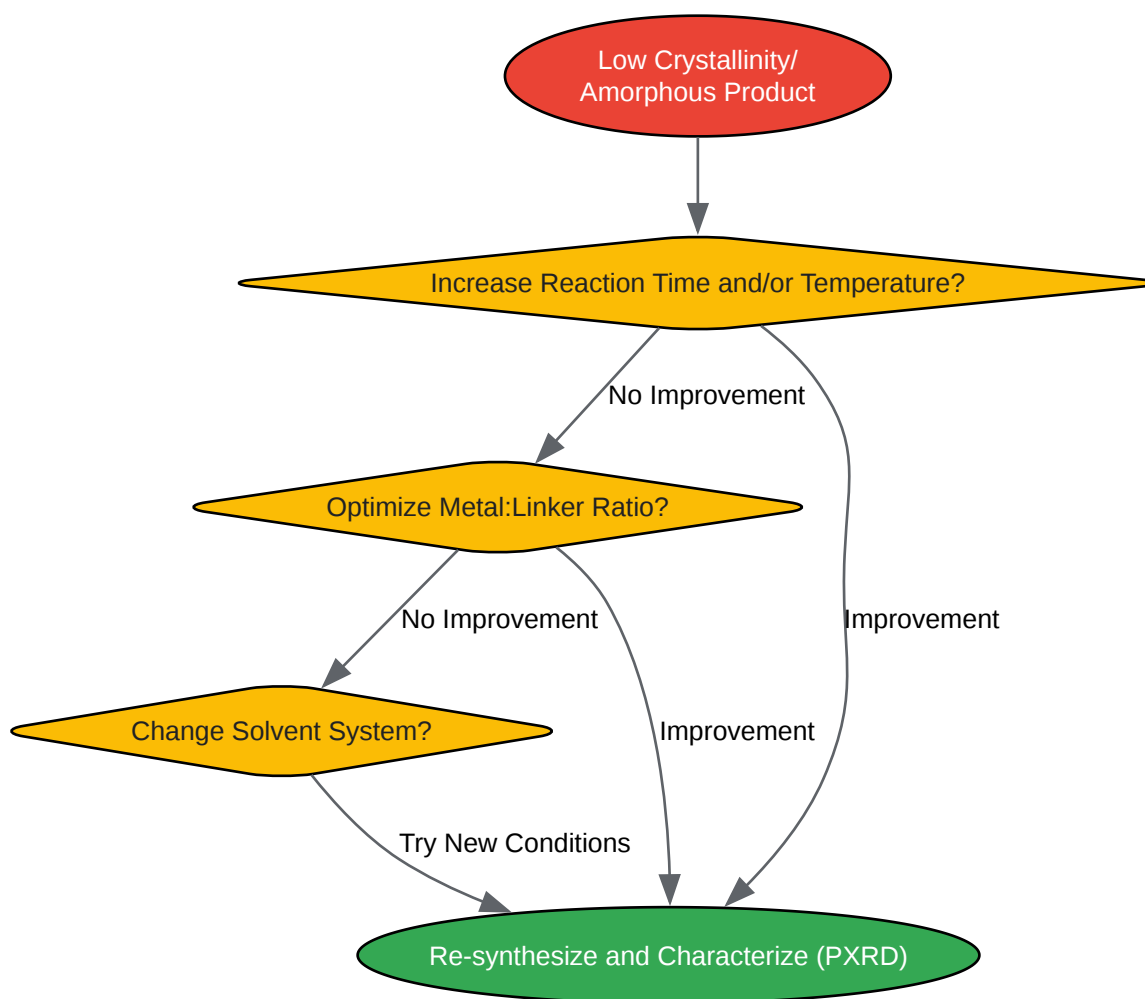 Low Crystallinity/
Amorphous Product
Increase Reaction Time and/or Temperature?
No Improvement
Optimize Metal:Linker Ratio?
No Improvement
Improvement
Change Solvent System?
Improvement
Try New Conditions
Re-synthesize and Characterize (PXRD)